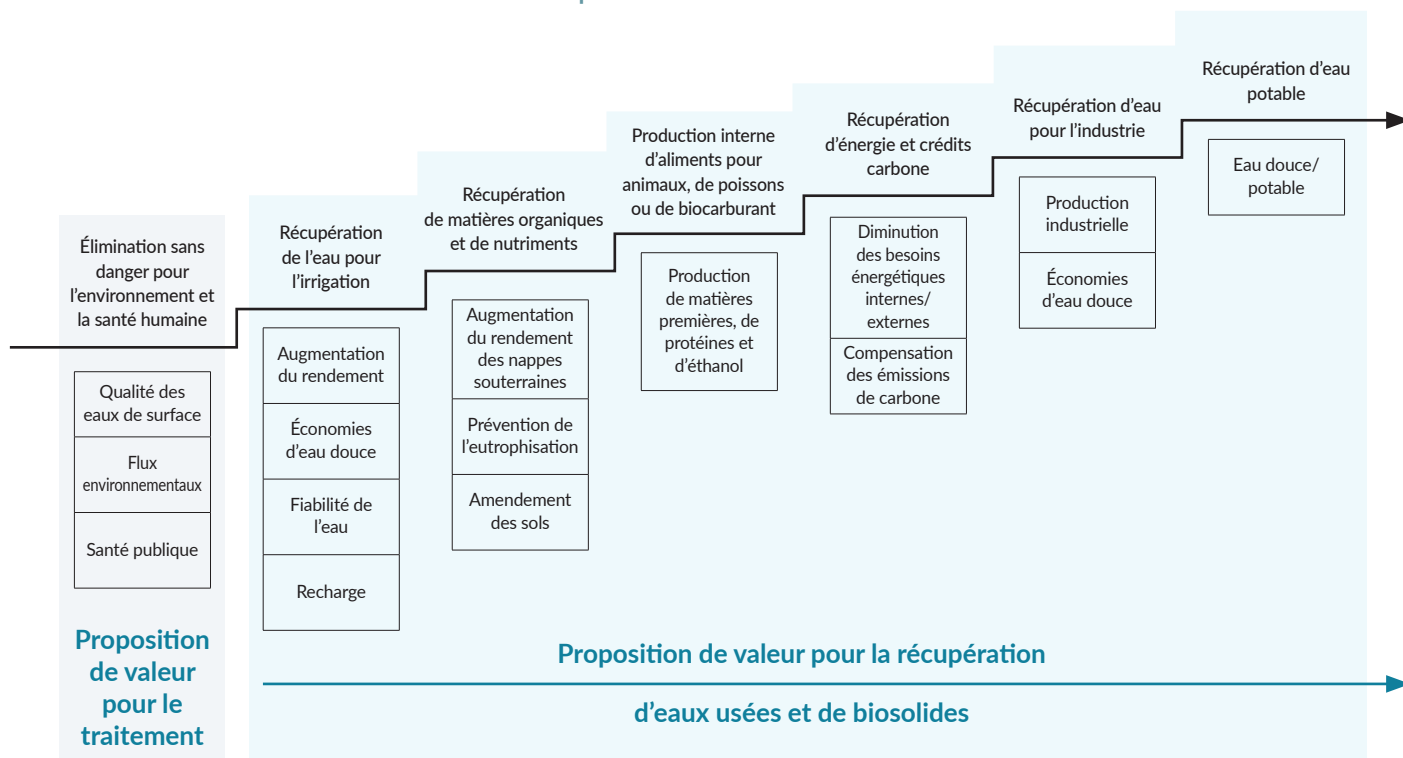 Élimination sans
danger pour
l'environnement et
la santé humaine
Qualité des
eaux de surface
Flux
environnementaux
Santé publique
Proposition
de valeur
pour le
traitement
Récupération
de l'eau pour
l'irrigation
Augmentation
du rendement
Économies
d'eau douce
Fiabilité de
l'eau
Recharge
Récupération
de matières organiques
et de nutriments
Augmentation
du rendement
des nappes
souterraines
Prévention de
l'eutrophisation
Amendement
des sols
Production interne
d'aliments pour
animaux, de poissons
ou de biocarburant
Production
de matières
premières, de
protéines et
d'éthanol
Récupération
d'énergie et crédits
carbone
Diminution
des besoins
énergétiques
internes/
externes
Compensation
des émissions
de carbone
Récupération d'eau
pour l'industrie
Production
industrielle
Économies
d'eau douce
Récupération d'eau
potable
Eau douce/
potable
Proposition de valeur pour la récupération
d'eaux usées et de biosolides